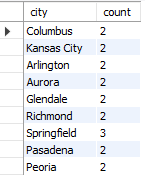 city count
Columbus 2
Kansas City 2
Arlington 2
Aurora 2
Glendale 2
Richmond 2
Springfield 3
Pasadena 2
Peoria 2